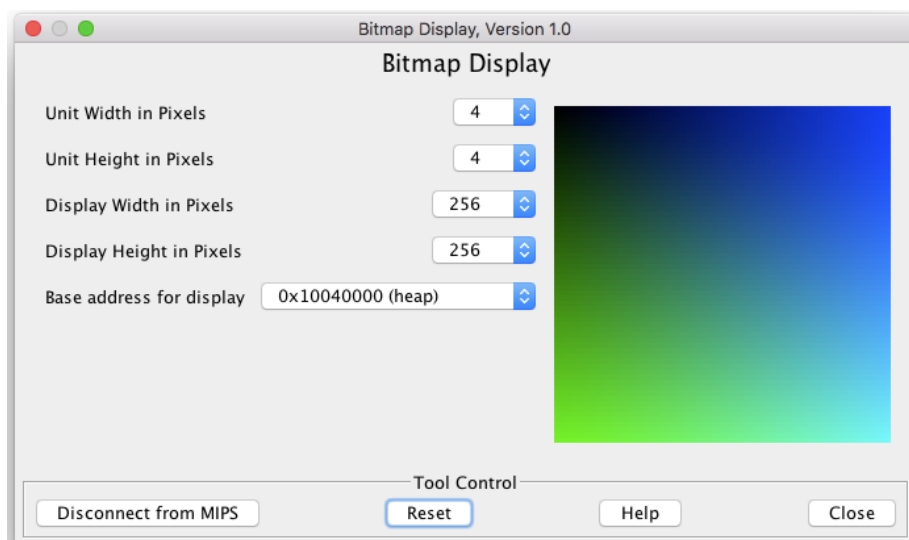 Bitmap Display, Version 1.0
Bitmap Display
Unit Width in Pixels 4
Unit Height in Pixels 4
Display Width in Pixels 256
Display Height in Pixels 256
Base address for display 0x10040000 (heap)
Tool Control
Disconnect from MIPS Reset Help Close